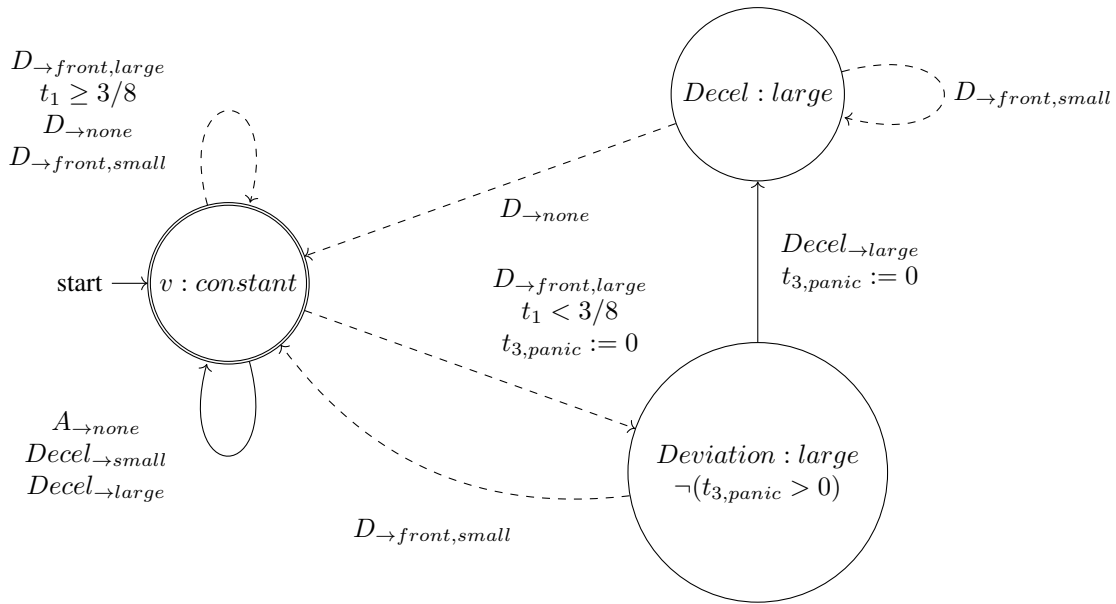 D→front,large
t1 ≥ 3/8
D→none
D→front,small
start
v : constant
A→none
Decel→small
Decel→large
Decel : large
D→front,small
D→none
D→front,large
t1 < 3/8
t3,panic := 0
Decel→large
t3,panic := 0
Deviation : large
¬(t3,panic > 0)
D→front,small